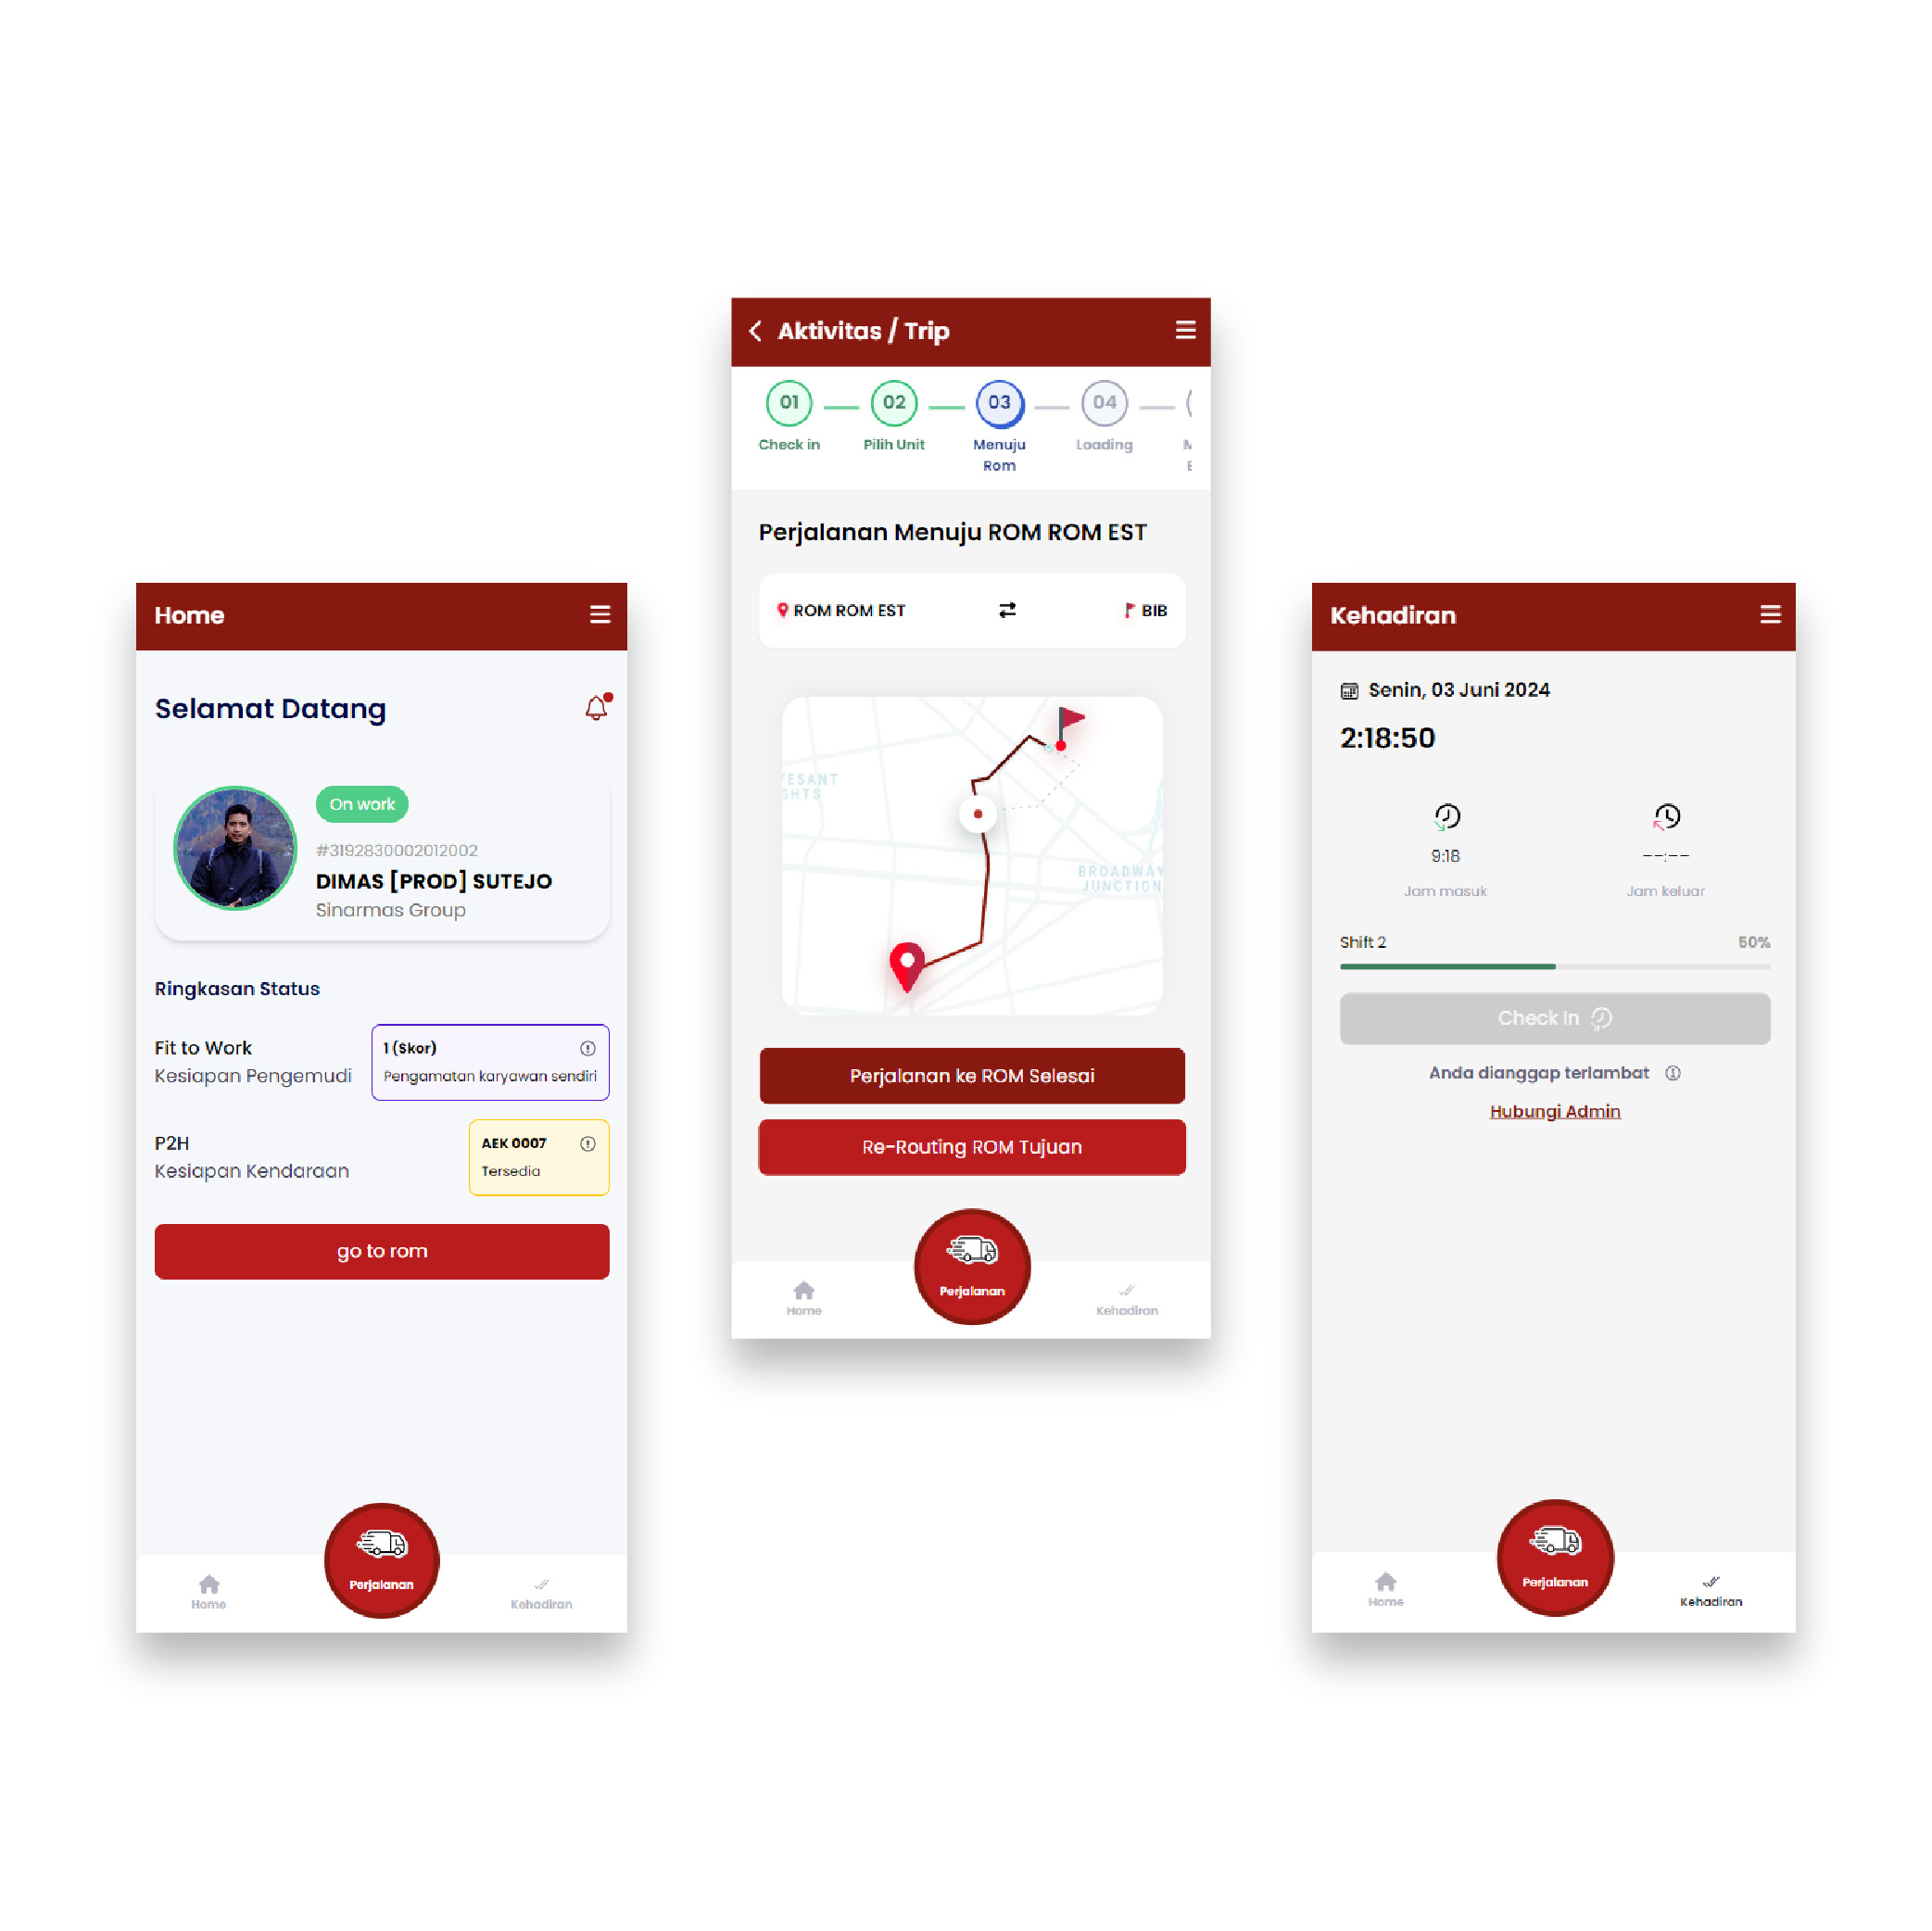 Home
Selamat Datang
On work
#3192830002012002
DIMAS [PROD] SUTEJO
Sinarmas Group
Ringkasan Status
Fit to Work
Kesiapan Pengemudi
1 (Skor)
Pengamatan karyawan sendiri
P2H
Kesiapan Kendaraan
AEK 0007
Tersedia
go to rom
Home
Perjalanan
Kehadiran
Aktivitas / Trip
01
02
03
04
Check in
Pilih Unit
Menuju
Rom
Loading
Perjalanan Menuju ROM ROM EST
ROM ROM EST
BIB
BROADWAY
JUNCTION
Perjalanan ke ROM Selesai
Re-Routing ROM Tujuan
Home
Perjalanan
Kehadiran
Kehadiran
Senin, 03 Juni 2024
2:18:50
9:18
--:--
Jam masuk
Jam keluar
Shift 2
50%
Check In
Anda dianggap terlambat
Hubungi Admin
Home
Perjalanan
Kehadiran